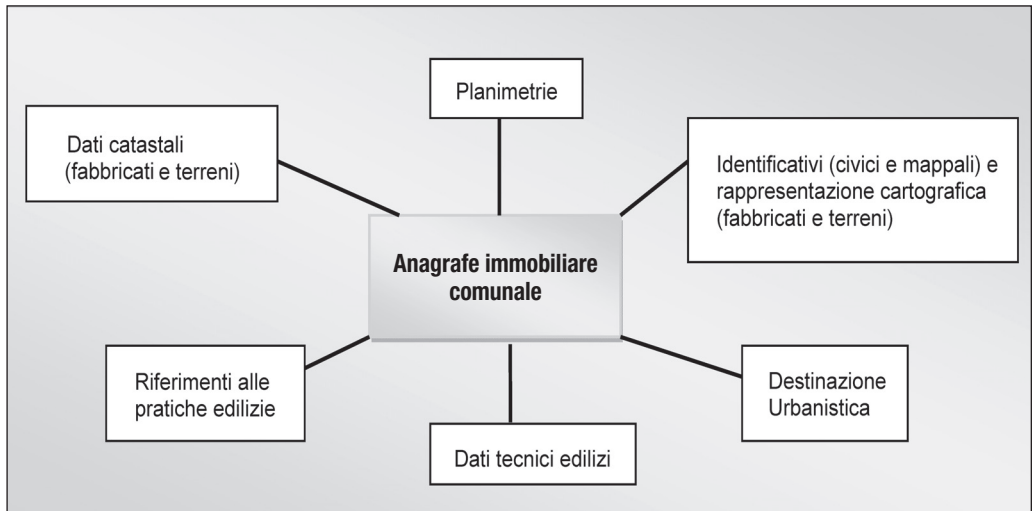 Planimetrie
Dati catastali
(fabbricati e terreni)
Identificativi (civici e mappali) e
rappresentazione cartografica
(fabbricati e terreni)
Anagrafe immobiliare
comunale
Riferimenti alle
pratiche edilizie
Dati tecnici edilizi
Destinazione
Urbanistica